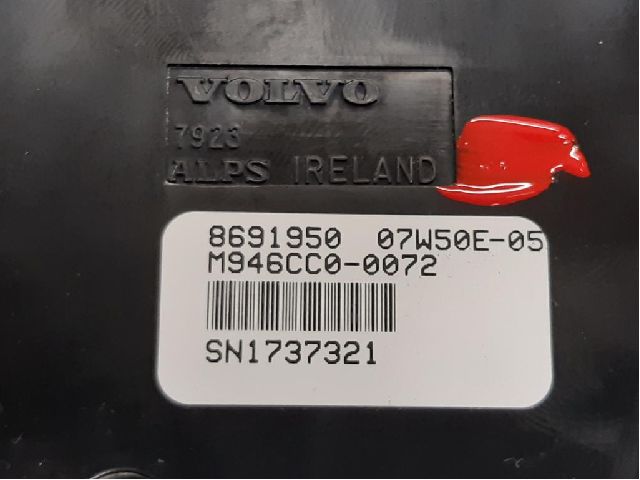 VOLVO
7923
ALPS IRELAND
8691950 07W50E-05
M946CC0-0072
SN1737321